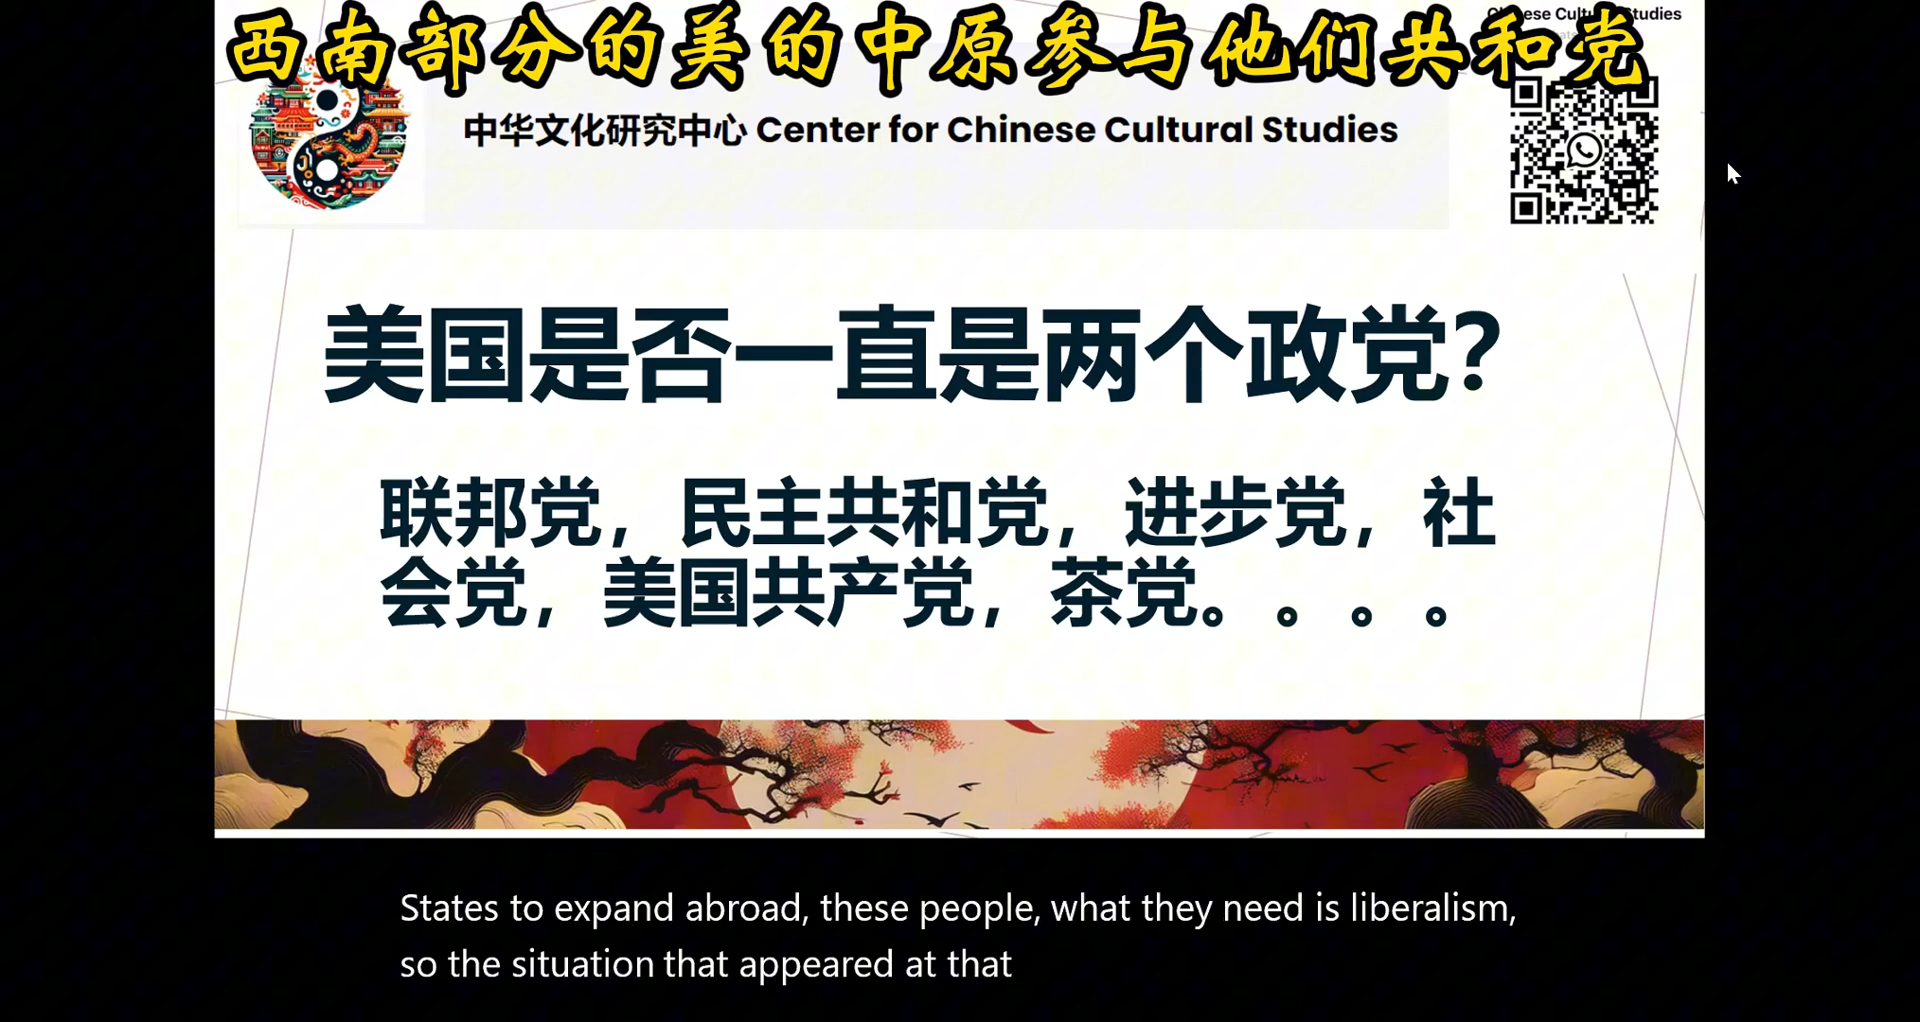 西南部分的美的中原参与他们共和党
中华文化研究中心 Center for Chinese Cultural Studies
美国是否一直是两个政党?
联邦党，民主共和党，进步党，社
会党，美国共产党，茶党。。。。
States to expand abroad, these people, what they need is liberalism,
so the situation that appeared at that